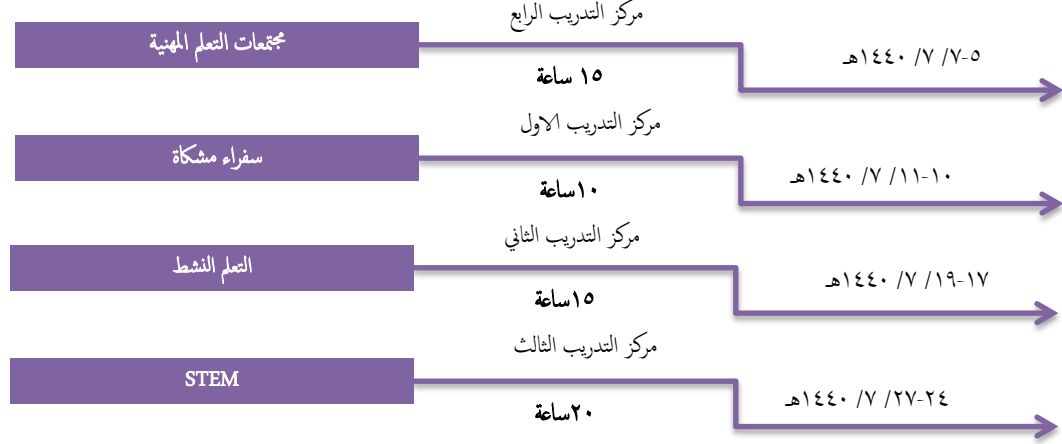 مركز التدريب الرابع
مجتمعات التعلم المهنية
٥-٧/ ٧/ ١٤٤٠هـ
١٥ ساعة
مركز التدريب الاول
سفراء مشكاة
١٠-١١/ ٧/ ١٤٤٠هـ
١٠ساعة
مركز التدريب الثاني
التعلم النشط
١٧-١٩/ ٧/ ١٤٤٠هـ
١٥ساعة
مركز التدريب الثالث
STEM
٢٤-٢٧/ ٧/ ١٤٤٠هـ
٢٠ساعة